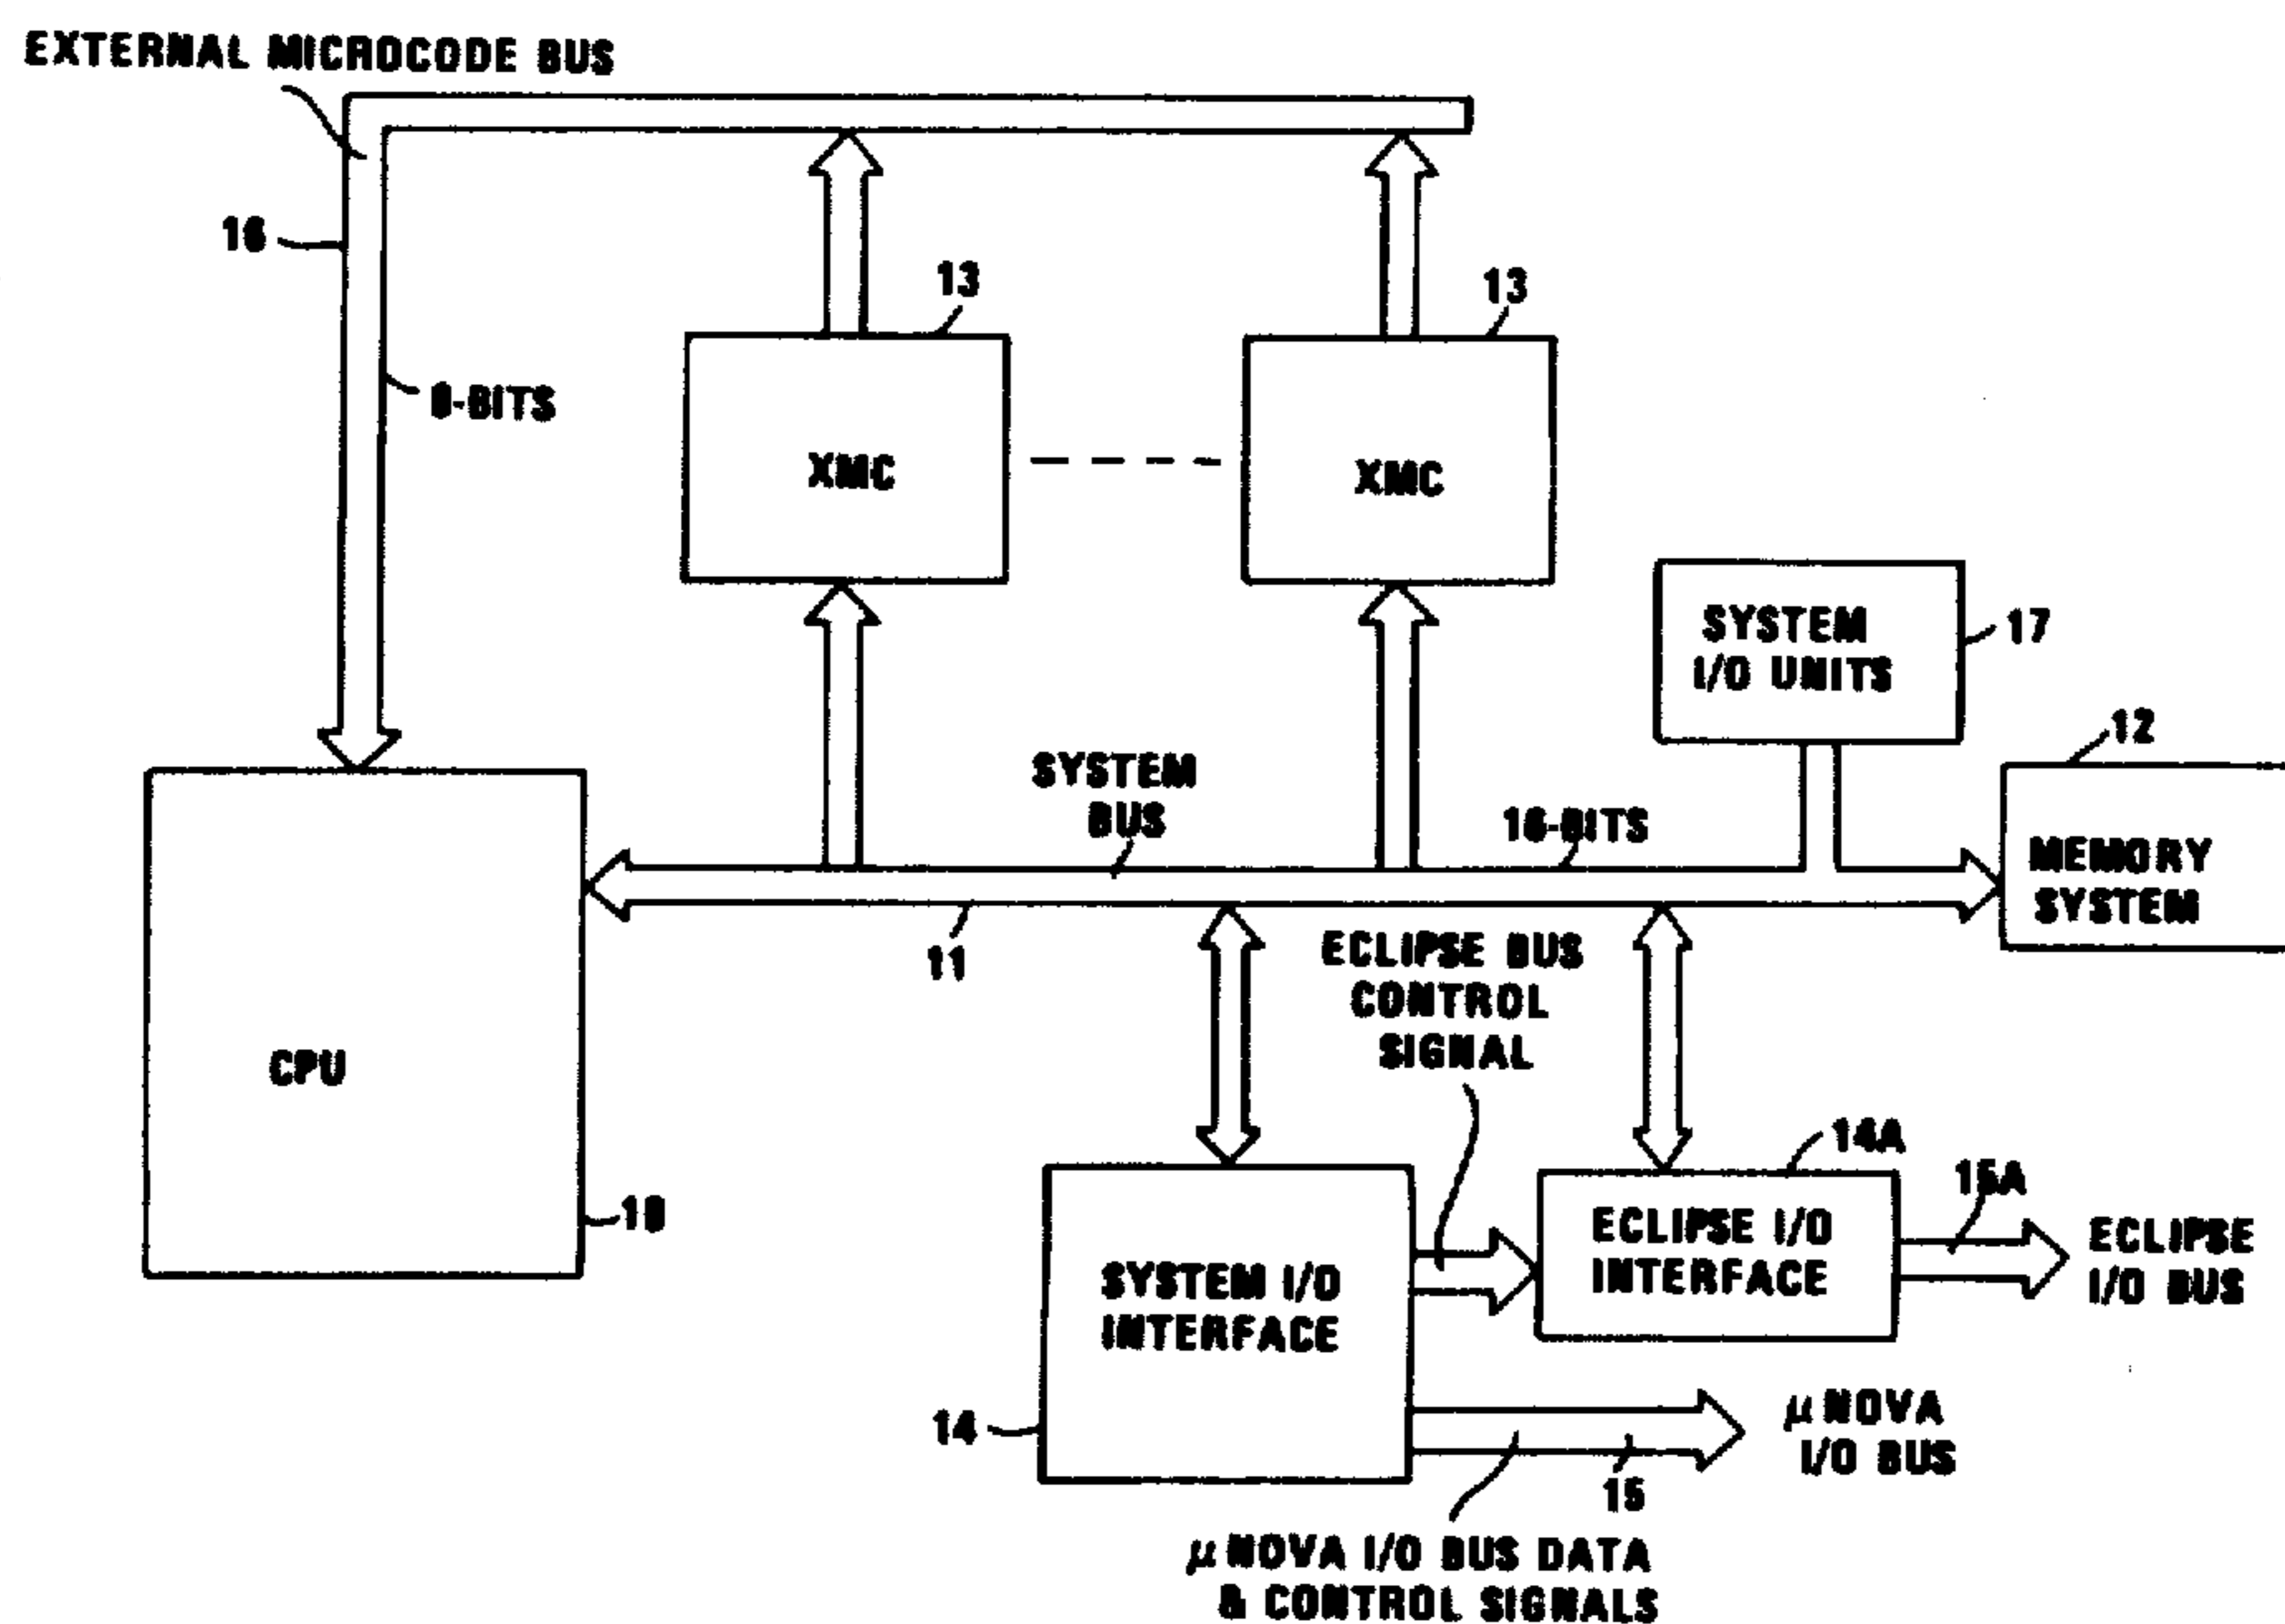 EXTERNAL MICROCODE BUS
16
13
13
8-BITS
XMC
XMC
SYSTEM
I/O UNITS
17
12
SYSTEM
BUS
16-BITS
MEMORY
SYSTEM
11
ECLIPSE BUS
CONTROL
SIGNAL
CPU
10
14A
15A
ECLIPSE I/O
INTERFACE
ECLIPSE
I/O BUS
SYSTEM I/O
INTERFACE
14
μNOVA
I/O BUS
15
μNOVA I/O BUS DATA
& CONTROL SIGNALS